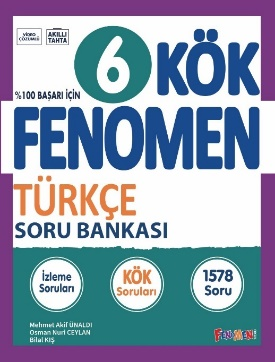 VİDEO
ÇÖZÜMLÜ
AKILLI
TAHTA
6 KÖK
%100 BAŞARI İÇİN
FENOMEN
TÜRKÇE
SORU BANKASI
İzleme
Soruları
KÖK
Soruları
1578
Soru
Mehmet Akif ÜNALDI
Osman Nuri CEYLAN
Bilal KIŞ
FENOMEN